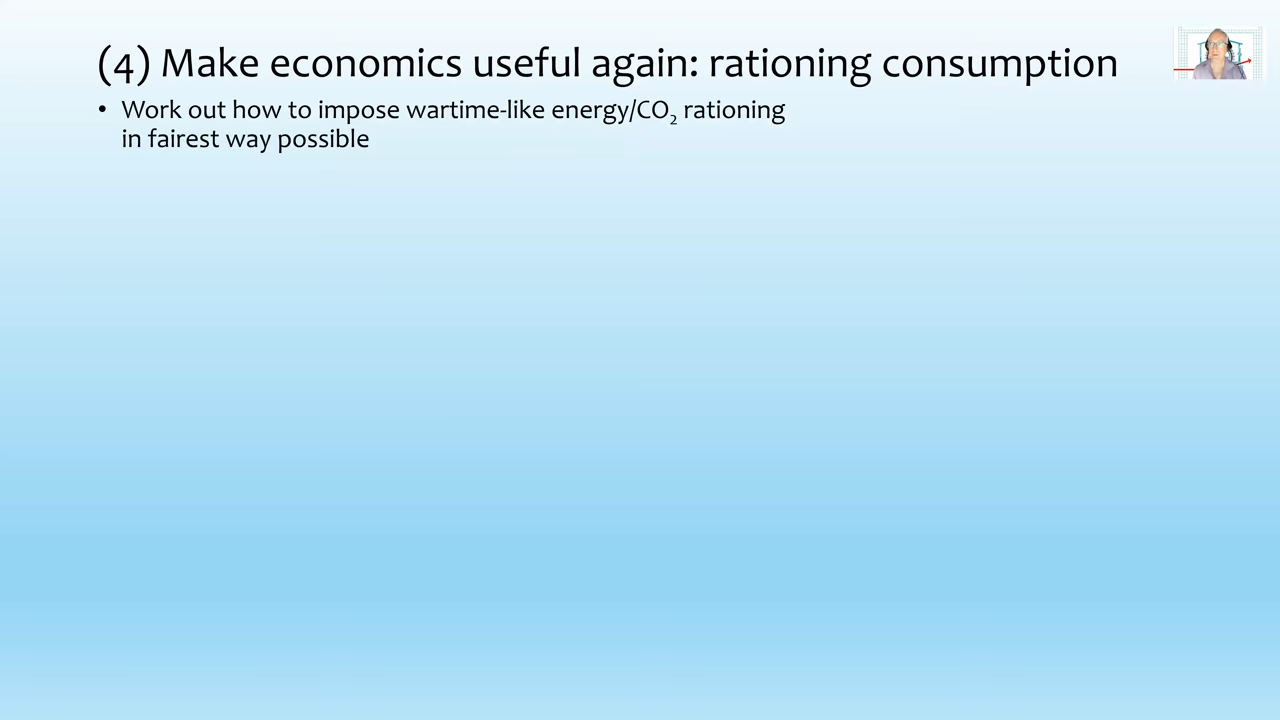 (4) Make economics useful again: rationing consumption
• Work out how to impose wartime-like energy/CO₂ rationing
in fairest way possible